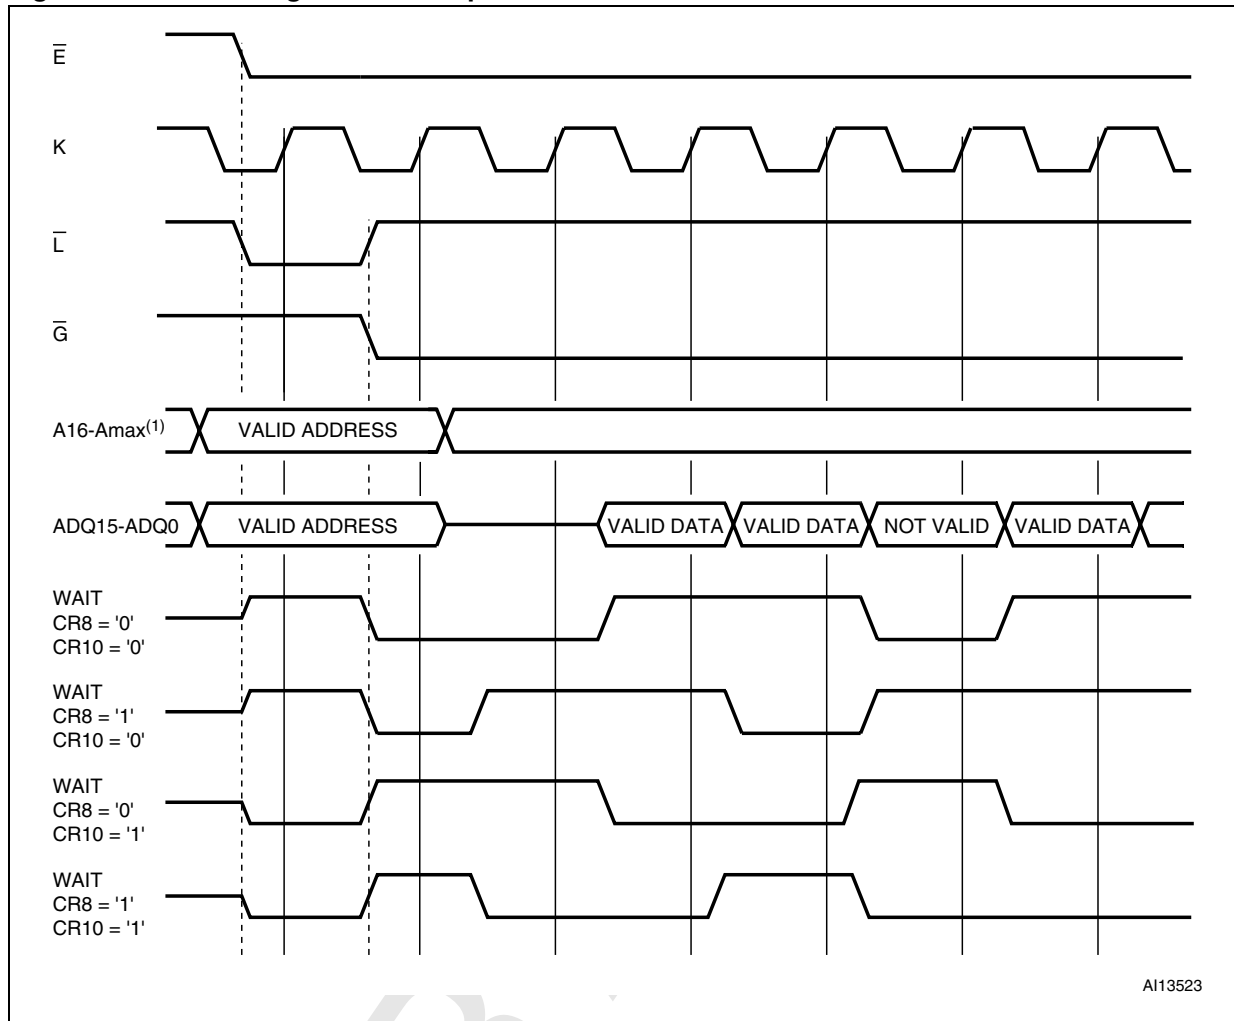 E
K
L
G
A16-Amax(1)
VALID ADDRESS
ADQ15-ADQ0
VALID ADDRESS
VALID DATA
VALID DATA
NOT VALID
VALID DATA
WAIT
CR8 = '0'
CR10 = '0'
WAIT
CR8 = '1'
CR10 = '0'
WAIT
CR8 = '0'
CR10 = '1'
WAIT
CR8 = '1'
CR10 = '1'
AI13523